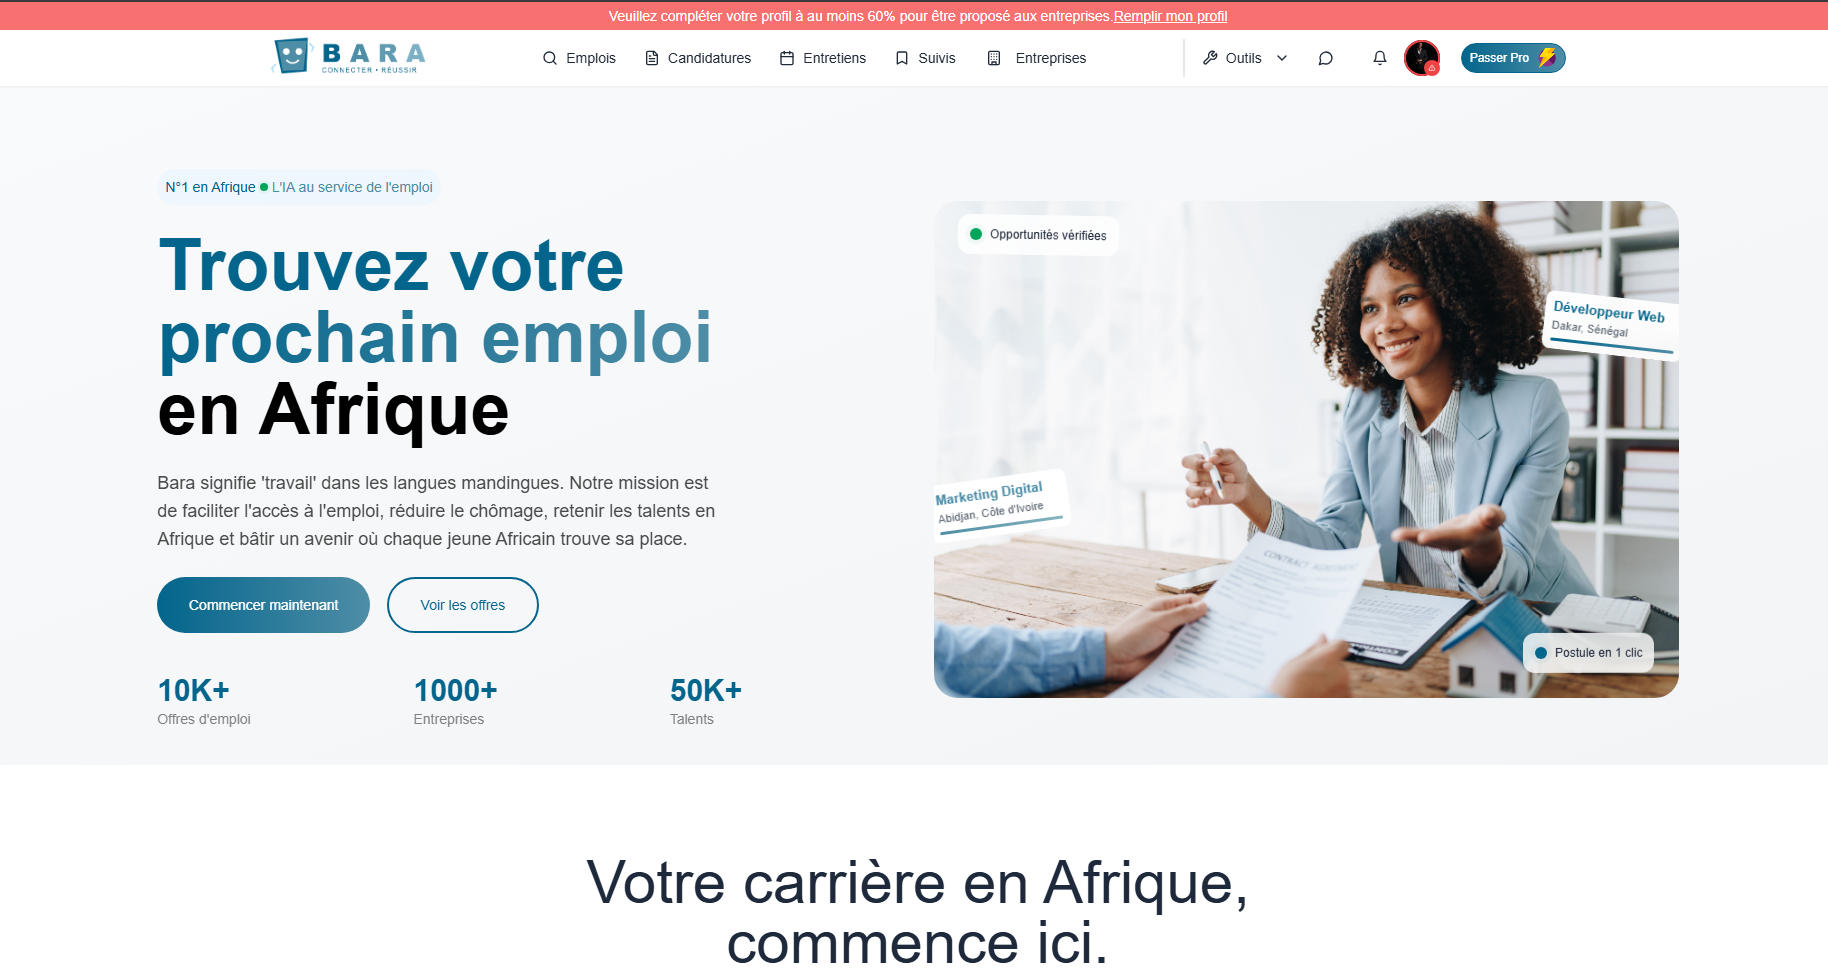 Veuillez compléter votre profil à au moins 60% pour être proposé aux entreprises.Remplir mon profil
BARA
CONNECTER • RÉUSSIR
Emplois
Candidatures
Entretiens
Suivis
Entreprises
Outils
Passer Pro
N°1 en Afrique L'IA au service de l'emploi
Trouvez votre
prochain emploi
en Afrique
Bara signifie 'travail' dans les langues mandingues. Notre mission est
de faciliter l'accès à l'emploi, réduire le chômage, retenir les talents en
Afrique et bâtir un avenir où chaque jeune Africain trouve sa place.
Commencer maintenant
Voir les offres
10K+
Offres d'emploi
1000+
Entreprises
50K+
Talents
Opportunités vérifiées
Développeur Web
Dakar, Sénégal
Marketing Digital
Abidjan, Côte d'Ivoire
CONTRACT AGREEMENT
Postule en 1 clic
Votre carrière en Afrique,
commence ici.